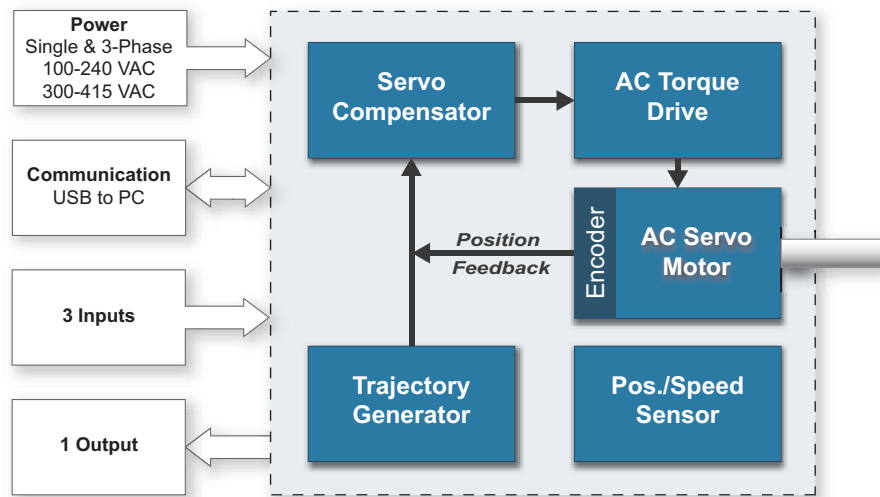 Power
Single & 3-Phase
100-240 VAC
300-415 VAC
Communication
USB to PC
3 Inputs
1 Output
Servo
Compensator
AC Torque
Drive
Position
Feedback
Encoder
AC Servo
Motor
Trajectory
Generator
Pos./Speed
Sensor